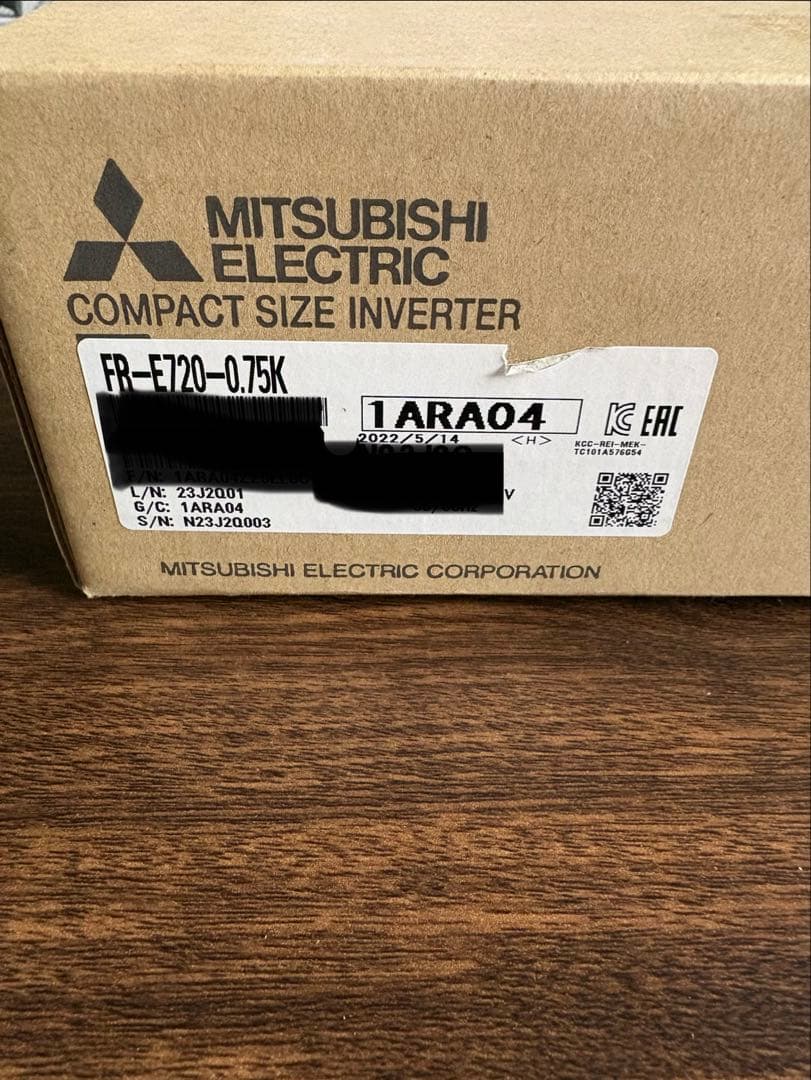 MITSUBISHI
ELECTRIC
COMPACT SIZE INVERTER
FR-E720-0.75K
1ARA04
2022/5/14 <H>
KCC-REI-MEK-
TC101A576G54
EAC
L/N: 23J2Q01
G/C: 1ARA04
S/N: N23J2Q003
V
MITSUBISHI ELECTRIC CORPORATION